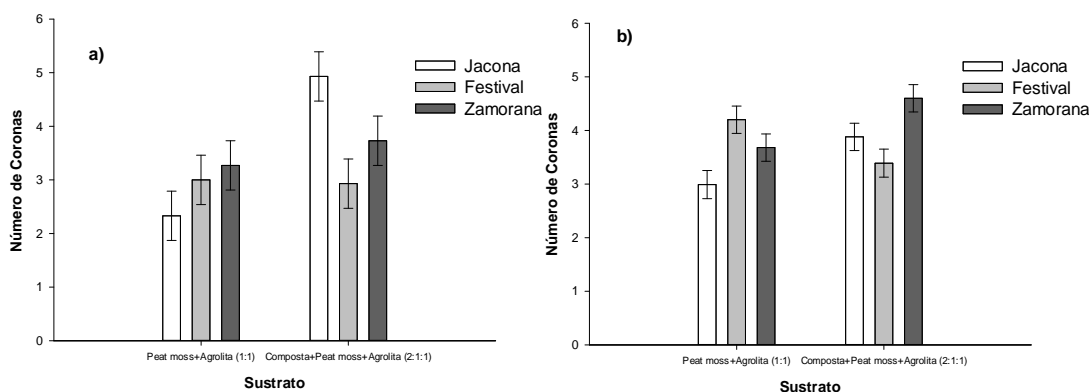 a)
Número de Coronas
6
5
4
3
2
1
0
Jacona
Festival
Zamorana
Peat moss+Agrolita (1:1)
Composta+Peat moss+Agrolita (2:1:1)
Sustrato
b)
Número de Coronas
6
5
4
3
2
1
0
Jacona
Festival
Zamorana
Peat moss+Agrolita (1:1)
Composta+Peat moss+Agrolita (2:1:1)
Sustrato